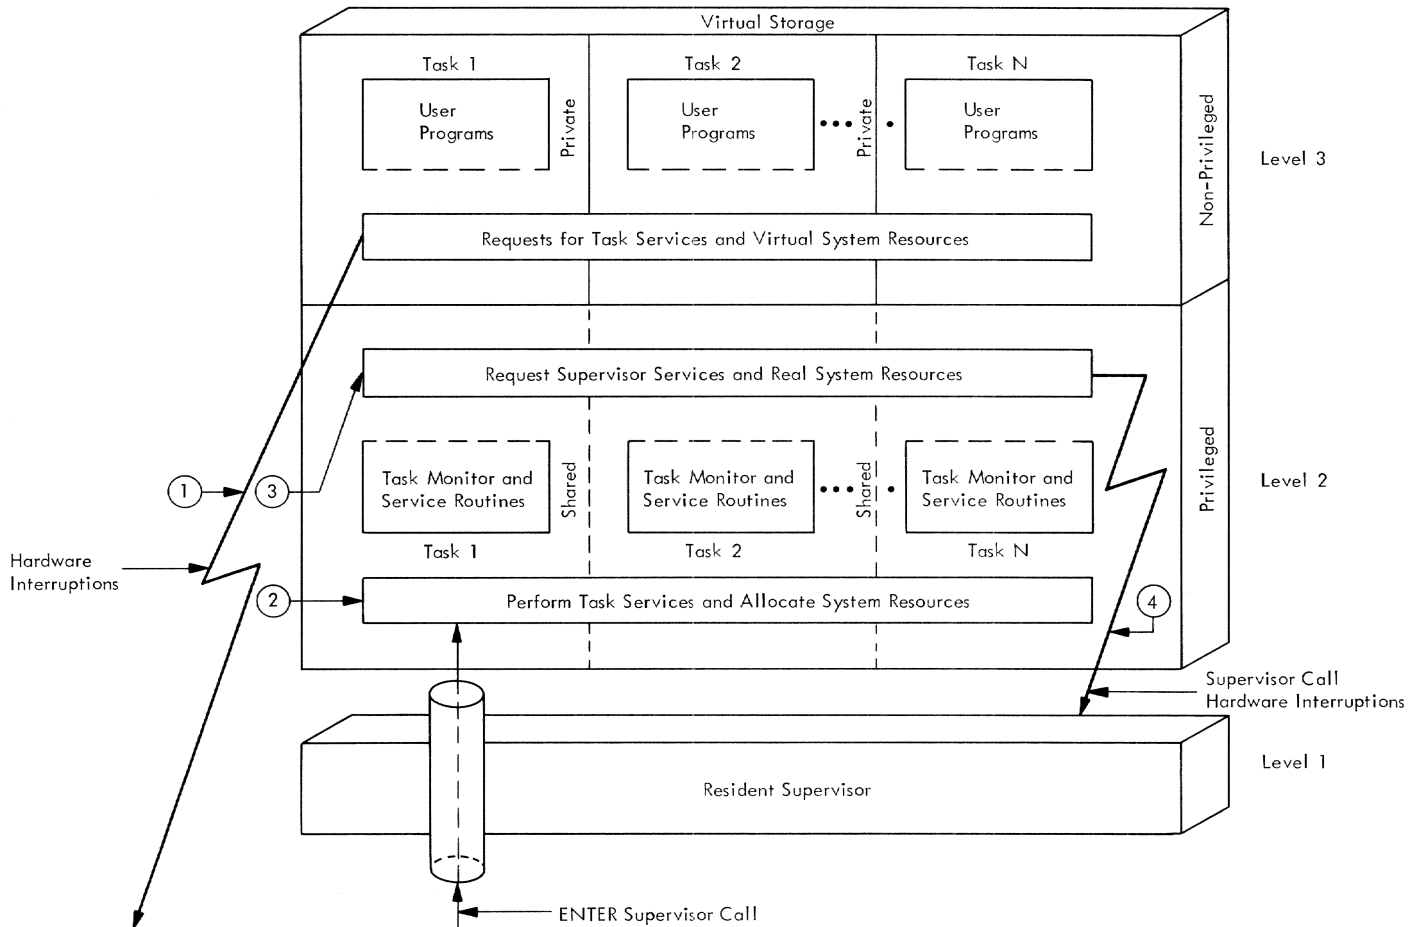 Virtual Storage
Task 1
Task 2
Task N
User
Programs
Private
User
Programs
Private
User
Programs
Non-Privileged
Level 3
Requests for Task Services and Virtual System Resources
Request Supervisor Services and Real System Resources
Task Monitor and
Service Routines
Shared
Task Monitor and
Service Routines
Shared
Task Monitor and
Service Routines
Privileged
Level 2
1
3
Task 1
Task 2
Task N
Hardware
Interruptions
2
Perform Task Services and Allocate System Resources
4
Supervisor Call
Hardware Interruptions
Level 1
Resident Supervisor
ENTER Supervisor Call